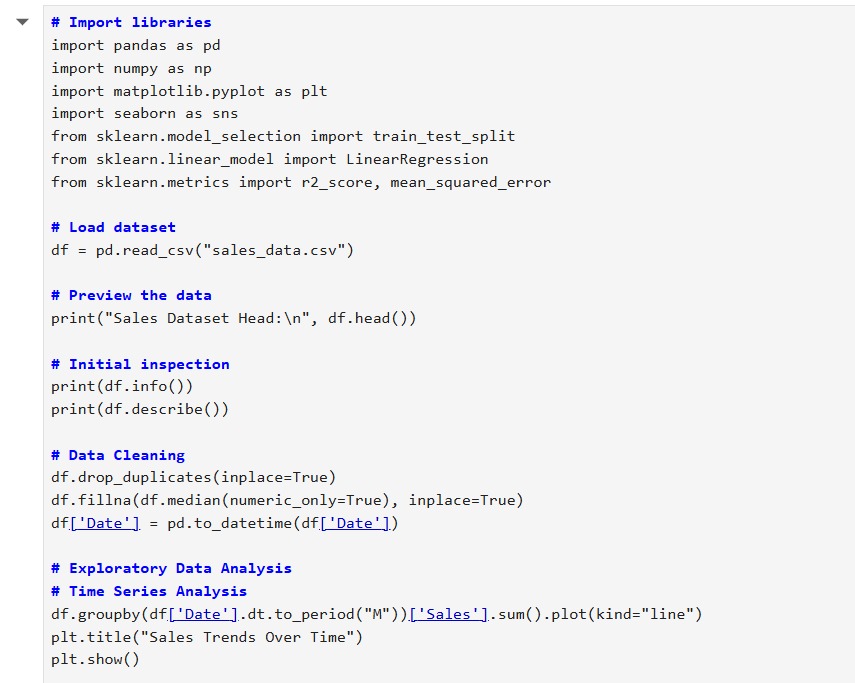 # Import libraries
import pandas as pd
import numpy as np
import matplotlib.pyplot as plt
import seaborn as sns
from sklearn.model_selection import train_test_split
from sklearn.linear_model import LinearRegression
from sklearn.metrics import r2_score, mean_squared_error
# Load dataset
df = pd.read_csv("sales_data.csv")
# Preview the data
print("Sales Dataset Head:\n", df.head())
# Initial inspection
print(df.info())
print(df.describe())
# Data Cleaning
df.drop_duplicates(inplace=True)
df.fillna(df.median(numeric_only=True), inplace=True)
df['Date'] = pd.to_datetime(df['Date'])
# Exploratory Data Analysis
# Time Series Analysis
df.groupby(df['Date'].dt.to_period("M"))['Sales'].sum().plot(kind="line")
plt.title("Sales Trends Over Time")
plt.show()